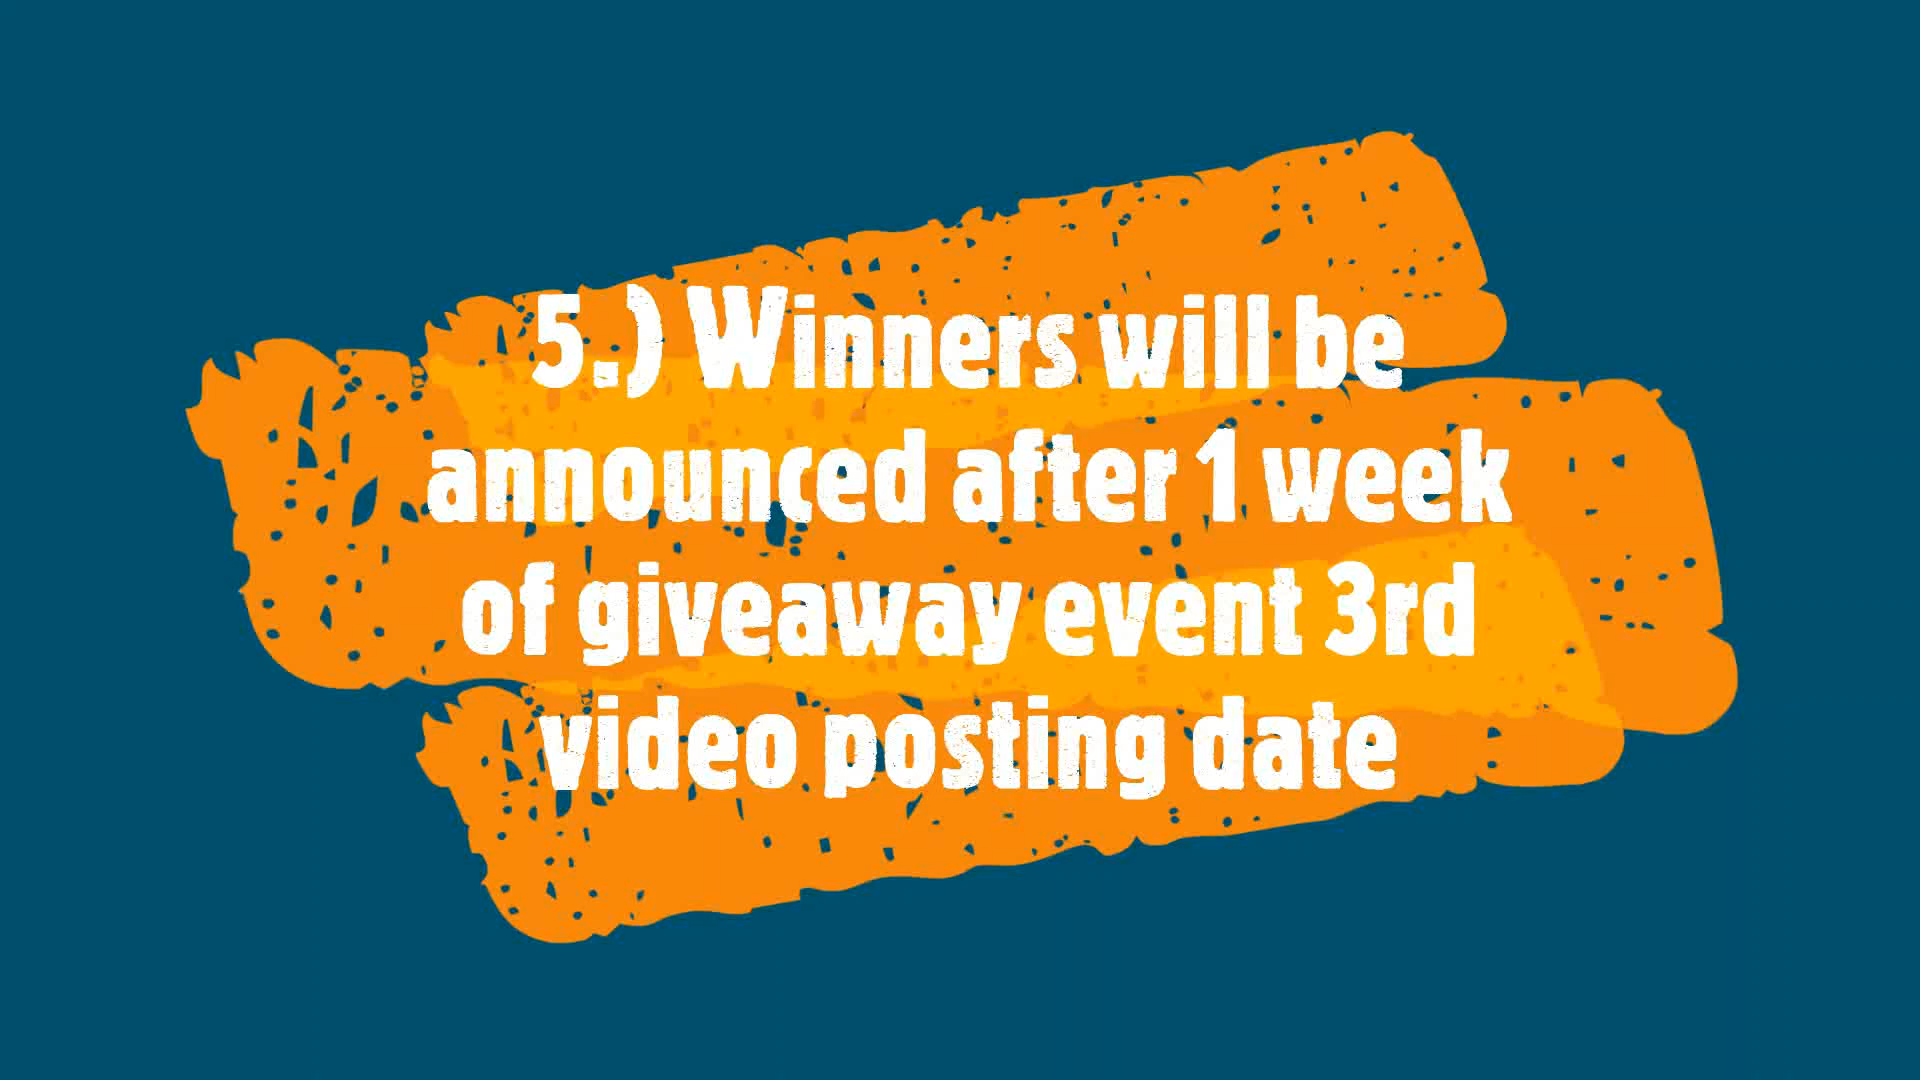 5.) Winners will be
announced after 1 week
of giveaway event 3rd
video posting date